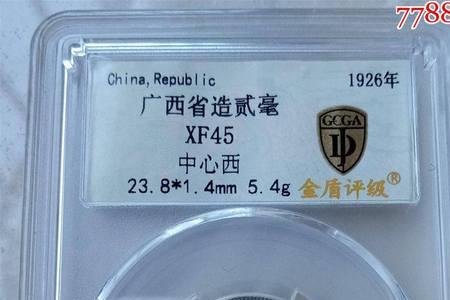 7788
China,Republic 1926年
广西省造贰毫
XF45
GCGA
中心西
23.8*1.4mm 5.4g 金盾评级®